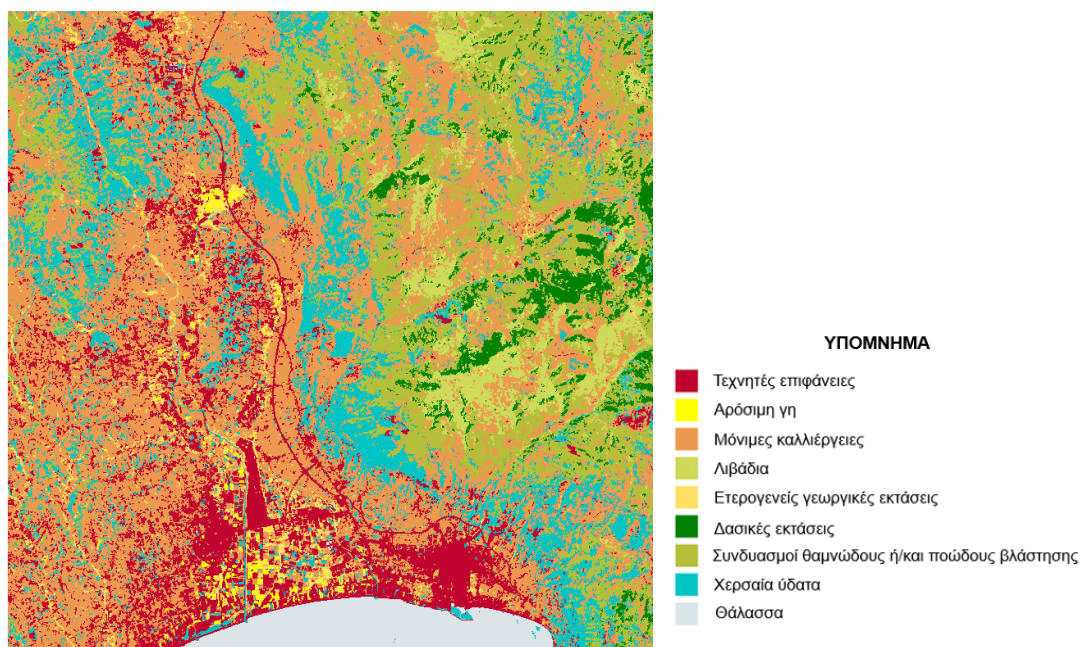 ΥΠΟΜΝΗΜΑ
Τεχνητές επιφάνειες
Αρόσιμη γη
Μόνιμες καλλιέργειες
Λιβάδια
Ετερογενείς γεωργικές εκτάσεις
Δασικές εκτάσεις
Συνδυασμοί θαμνώδους ή/και ποώδους βλάστησης
Χερσαία ύδατα
Θάλασσα